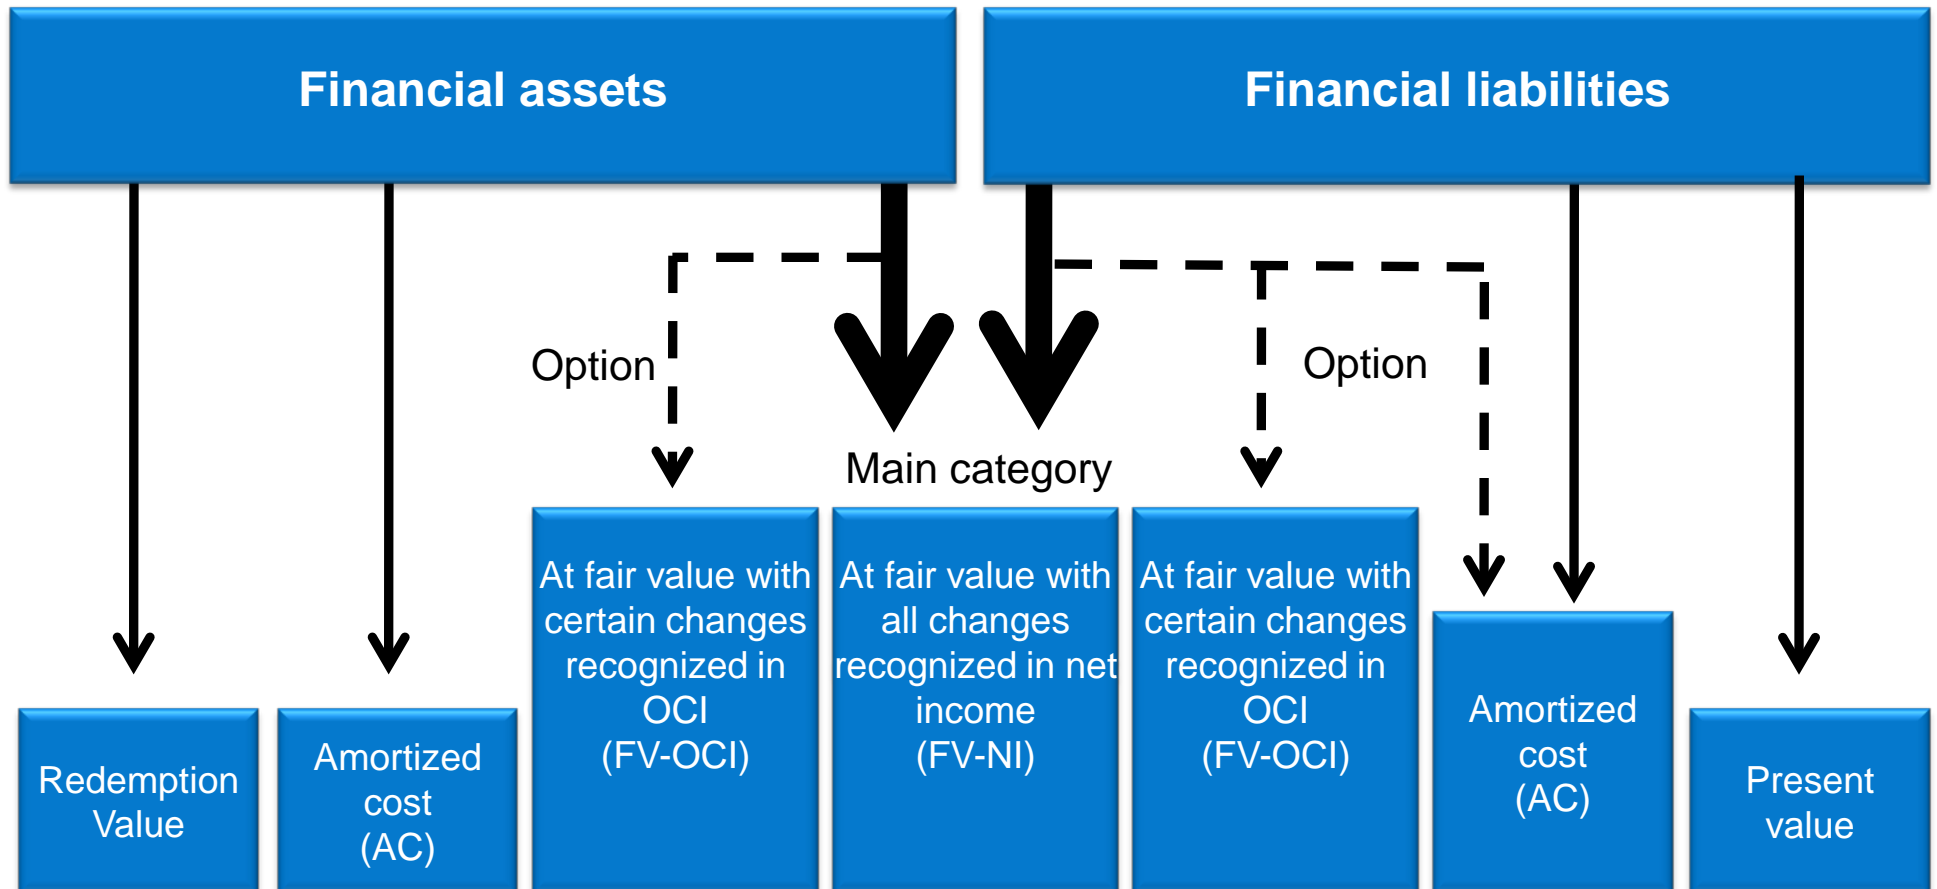 Financial assets
Financial liabilities
Option
Option
Main category
Redemption
Value
Amortized
cost
(AC)
At fair value with
certain changes
recognized in
OCI
(FV-OCI)
At fair value with
all changes
recognized in net
income
(FV-NI)
At fair value with
certain changes
recognized in
OCI
(FV-OCI)
Amortized
cost
(AC)
Present
value